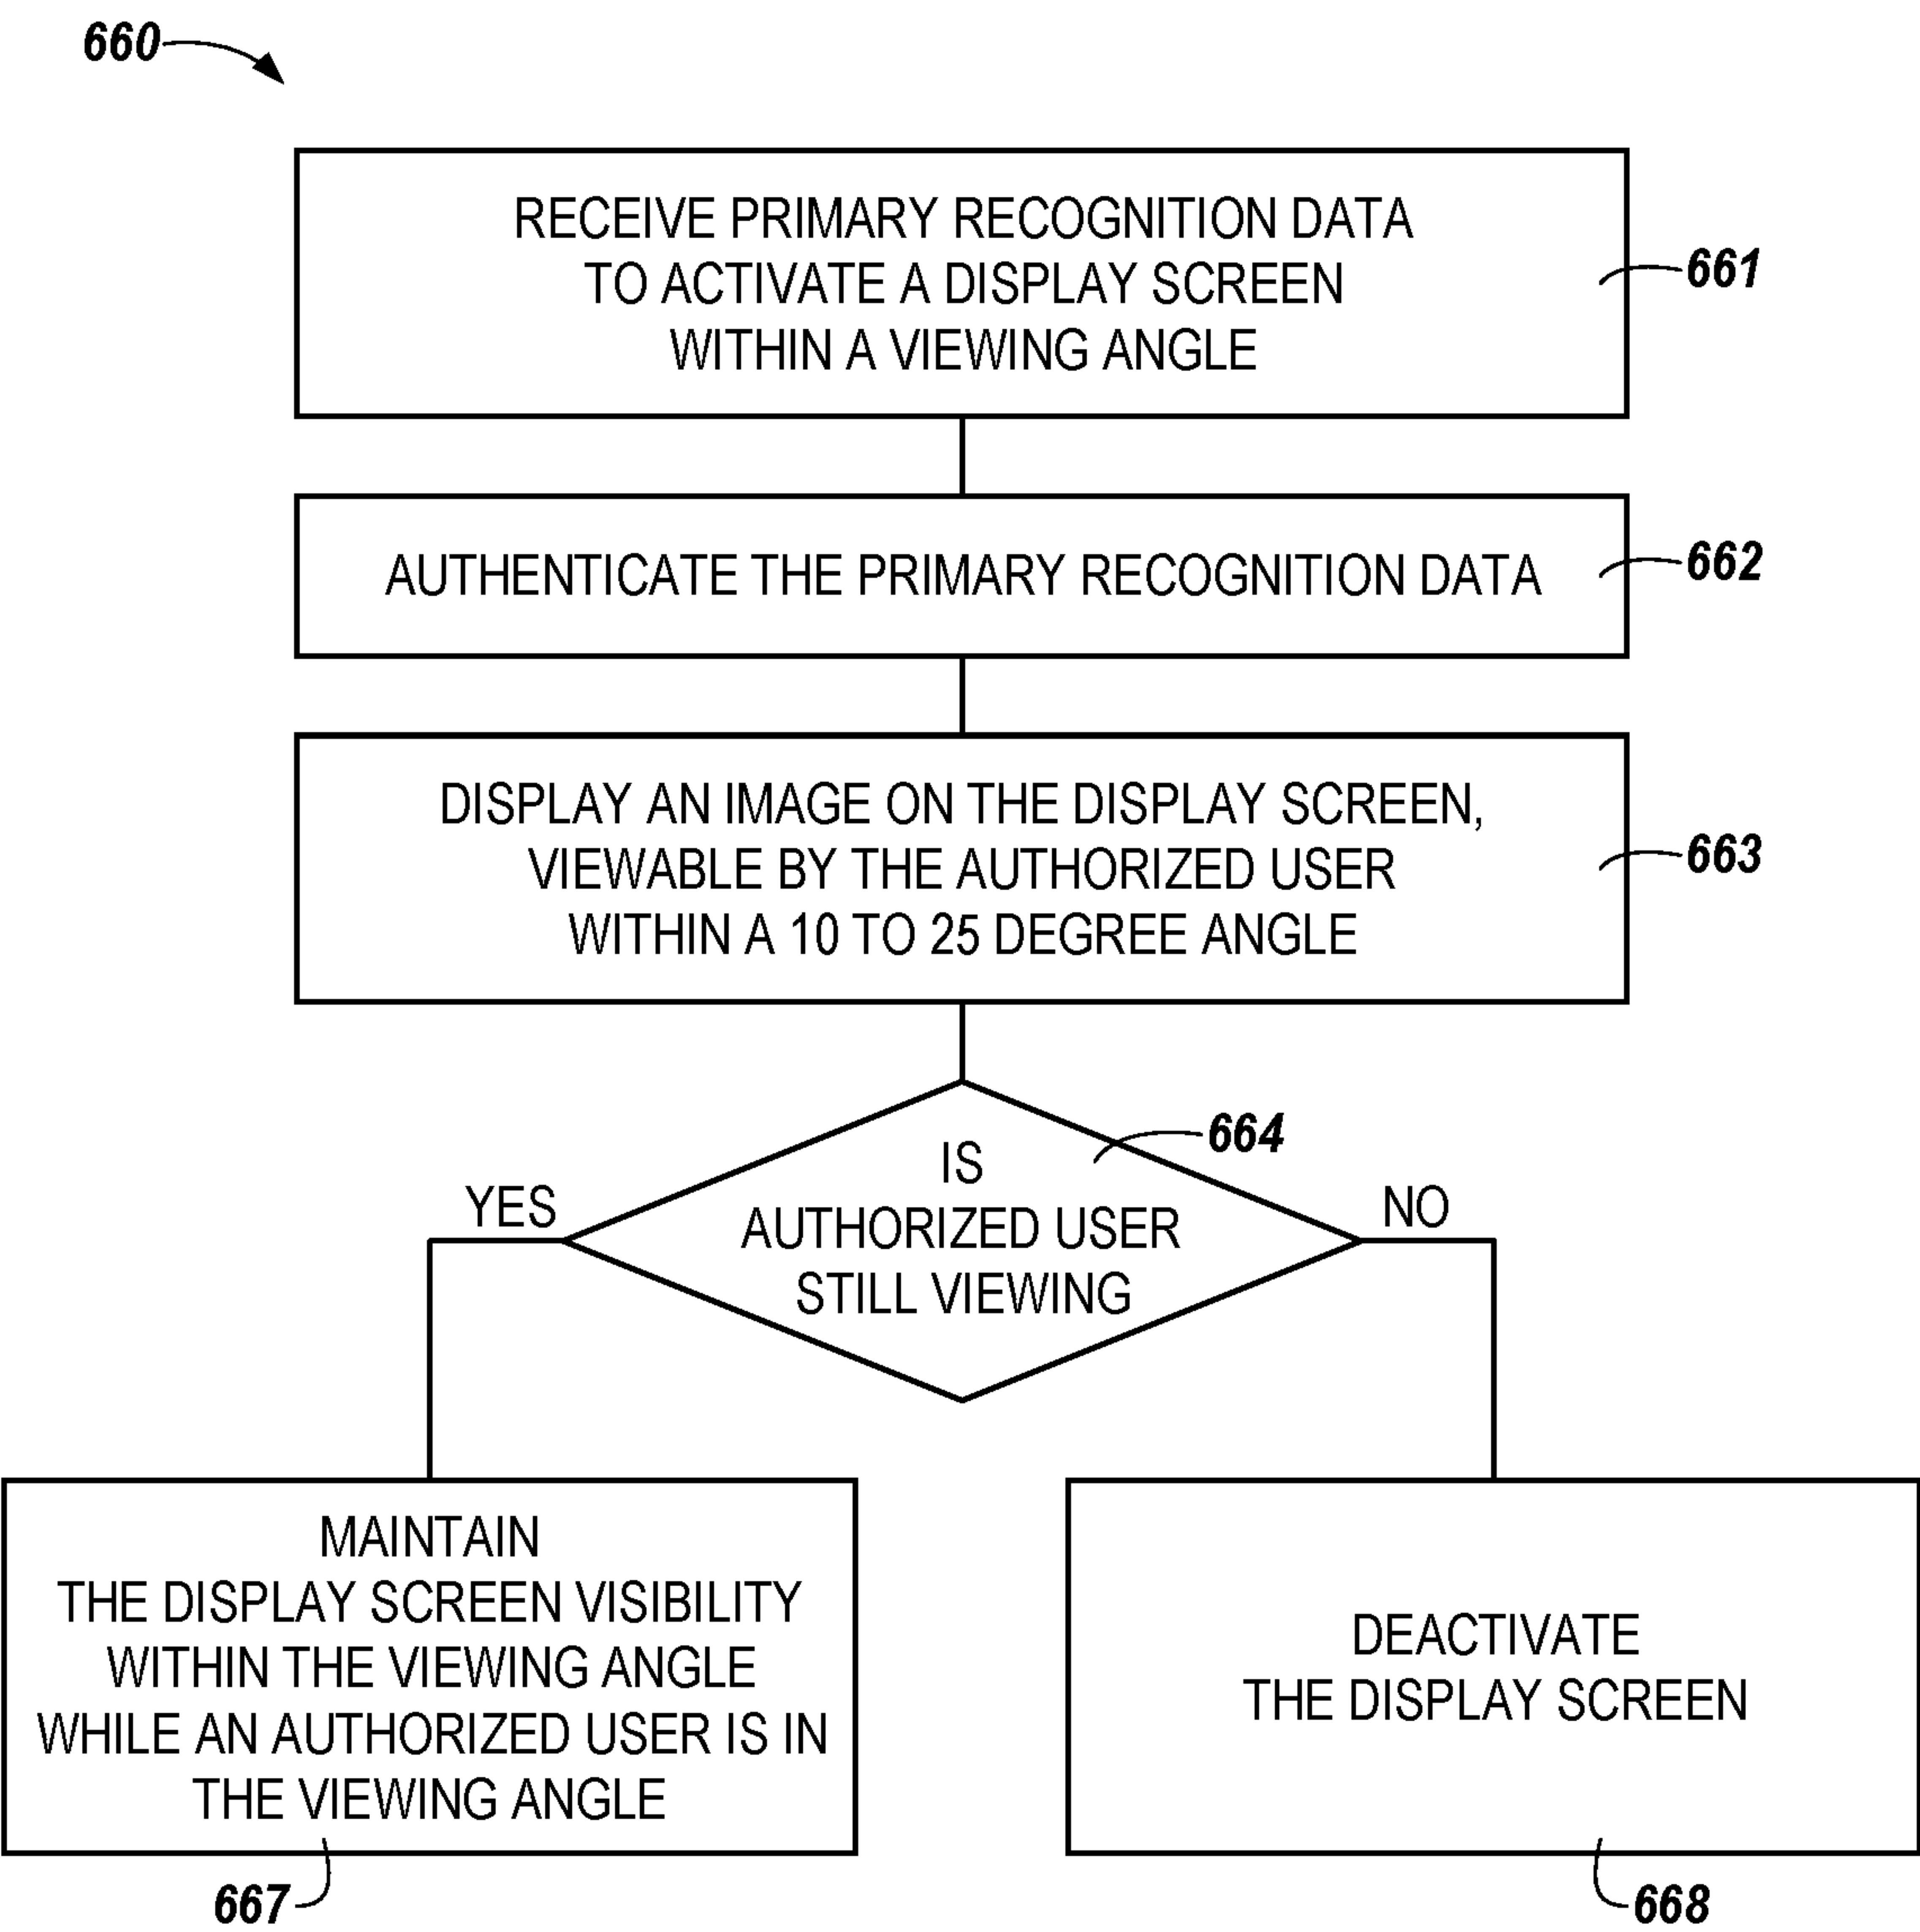 660
RECEIVE PRIMARY RECOGNITION DATA
TO ACTIVATE A DISPLAY SCREEN
WITHIN A VIEWING ANGLE
661
AUTHENTICATE THE PRIMARY RECOGNITION DATA
662
DISPLAY AN IMAGE ON THE DISPLAY SCREEN,
VIEWABLE BY THE AUTHORIZED USER
WITHIN A 10 TO 25 DEGREE ANGLE
663
664
IS
AUTHORIZED USER
STILL VIEWING
YES
NO
MAINTAIN
THE DISPLAY SCREEN VISIBILITY
WITHIN THE VIEWING ANGLE
WHILE AN AUTHORIZED USER IS IN
THE VIEWING ANGLE
667
DEACTIVATE
THE DISPLAY SCREEN
668